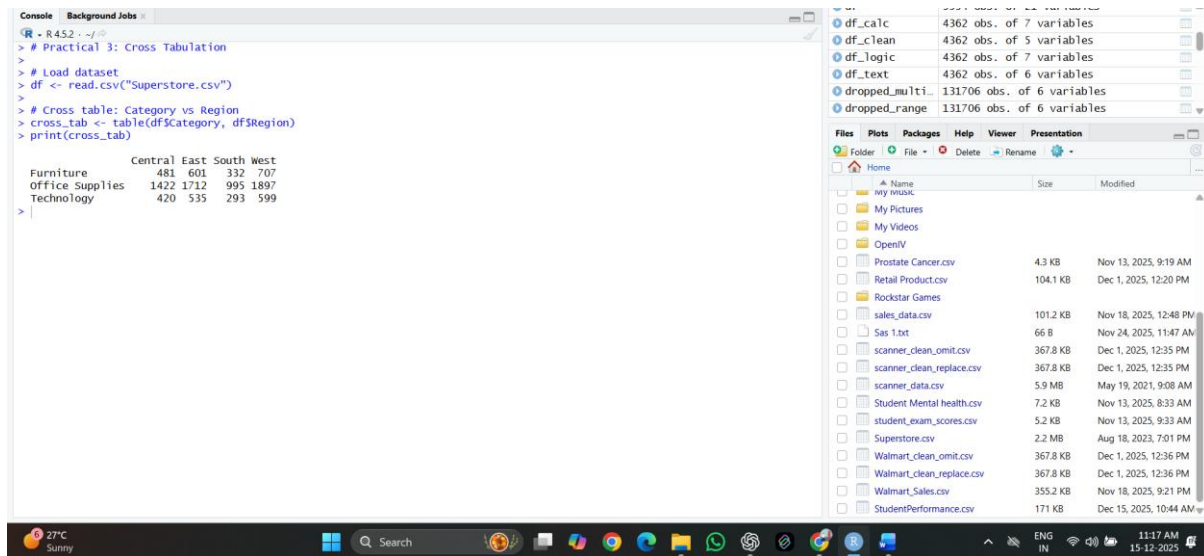 Console Background Jobs
R - R 4.5.2 · ~/
> # Practical 3: Cross Tabulation
>
> # Load dataset
> df <- read.csv("Superstore.csv")
>
> # Cross table: Category vs Region
> cross_tab <- table(df$Category, df$Region)
> print(cross_tab)
Central East South West
Furniture 481 601 332 707
Office Supplies 1422 1712 995 1897
Technology 420 535 293 599
>
df_calc 4362 obs. of 7 variables
df_clean 4362 obs. of 5 variables
df_logic 4362 obs. of 7 variables
df_text 4362 obs. of 6 variables
dropped_multi… 131706 obs. of 6 variables
dropped_range 131706 obs. of 6 variables
Files Plots Packages Help Viewer Presentation
Folder File Delete Rename
Home
Name Size Modified
My Music
My Pictures
My Videos
OpenIV
Prostate Cancer.csv 4.3 KB Nov 13, 2025, 9:19 AM
Retail Product.csv 104.1 KB Dec 1, 2025, 12:20 PM
Rockstar Games
sales_data.csv 101.2 KB Nov 18, 2025, 12:48 PM
Sas 1.txt 66 B Nov 24, 2025, 11:47 AM
scanner_clean_omit.csv 367.8 KB Dec 1, 2025, 12:35 PM
scanner_clean_replace.csv 367.8 KB Dec 1, 2025, 12:35 PM
scanner_data.csv 5.9 MB May 19, 2021, 9:08 AM
Student Mental health.csv 7.2 KB Nov 13, 2025, 8:33 AM
student_exam_scores.csv 5.2 KB Nov 13, 2025, 9:33 AM
Superstore.csv 2.2 MB Aug 18, 2023, 7:01 PM
Walmart_clean_omit.csv 367.8 KB Dec 1, 2025, 12:36 PM
Walmart_clean_replace.csv 367.8 KB Dec 1, 2025, 12:36 PM
Walmart_Sales.csv 355.2 KB Nov 18, 2025, 9:21 PM
StudentPerformance.csv 171 KB Dec 15, 2025, 10:44 AM
6 27°C
Sunny
Search
ENG
IN
11:17 AM
15-12-2025